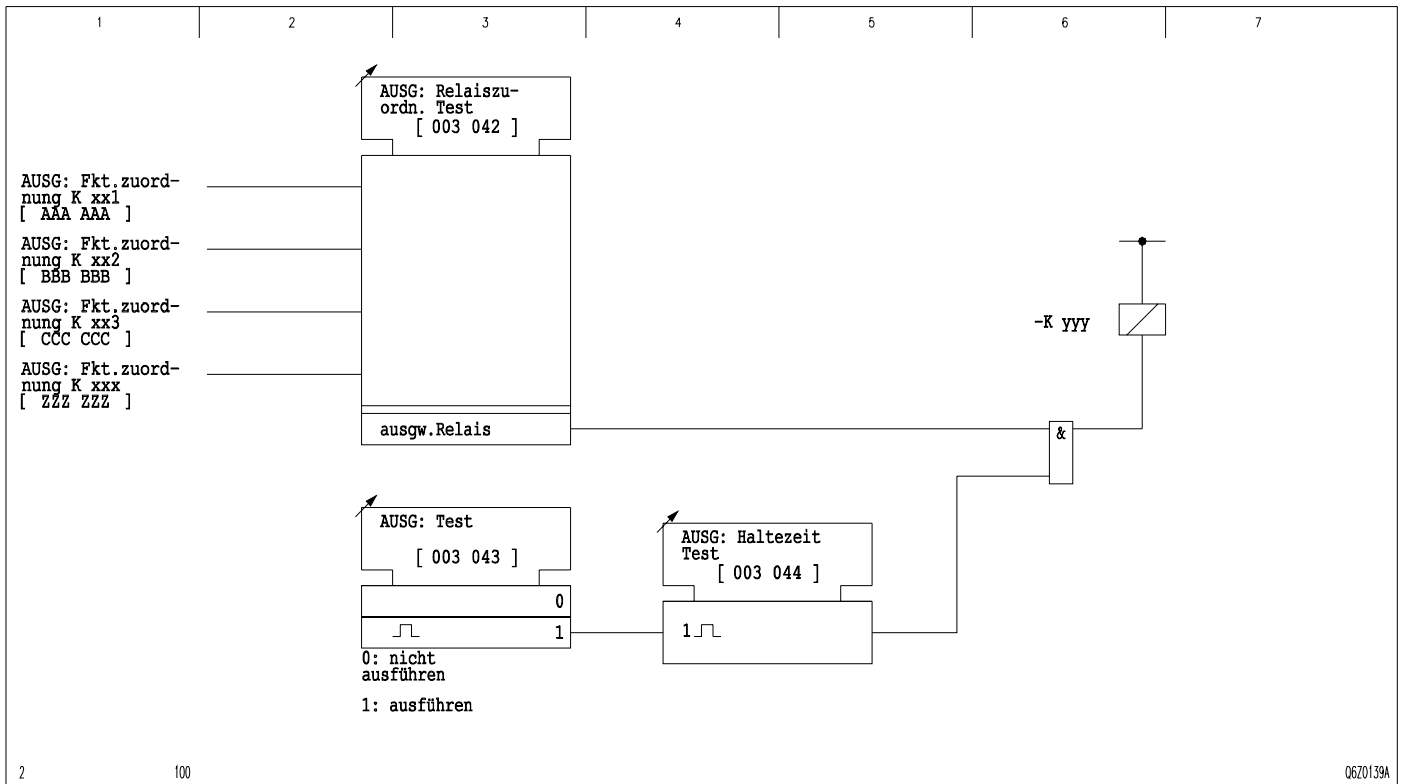 1 2 3 4 5 6 7
AUSG: Relaiszu-
ordn. Test
[ 003 042 ]
AUSG: Fkt.zuord-
nung K xx1
[ AAA AAA ]
AUSG: Fkt.zuord-
nung K xx2
[ BBB BBB ]
AUSG: Fkt.zuord-
nung K xx3
[ CCC CCC ]
AUSG: Fkt.zuord-
nung K xxx
[ ZZZ ZZZ ]
ausgw.Relais
-K yyy
&
AUSG: Test
[ 003 043 ]
0
1
0: nicht
ausführen
1: ausführen
AUSG: Haltezeit
Test
[ 003 044 ]
1
2 100 Q6Z0139A